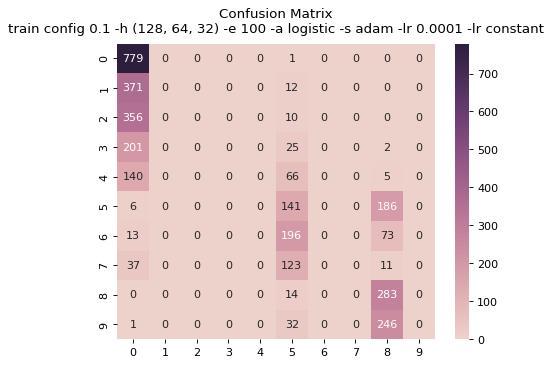 Confusion Matrix
train config 0.1 -h (128, 64, 32) -e 100 -a logistic -s adam -lr 0.0001 -lr constant
0 779 0 0 0 0 1 0 0 0 0
1 371 0 0 0 0 12 0 0 0 0
2 356 0 0 0 0 10 0 0 0 0
3 201 0 0 0 0 25 0 0 2 0
4 140 0 0 0 0 66 0 0 5 0
5 6 0 0 0 0 141 0 0 186 0
6 13 0 0 0 0 196 0 0 73 0
7 37 0 0 0 0 123 0 0 11 0
8 0 0 0 0 0 14 0 0 283 0
9 1 0 0 0 0 32 0 0 246 0
0 1 2 3 4 5 6 7 8 9
700
600
500
400
300
200
100
0